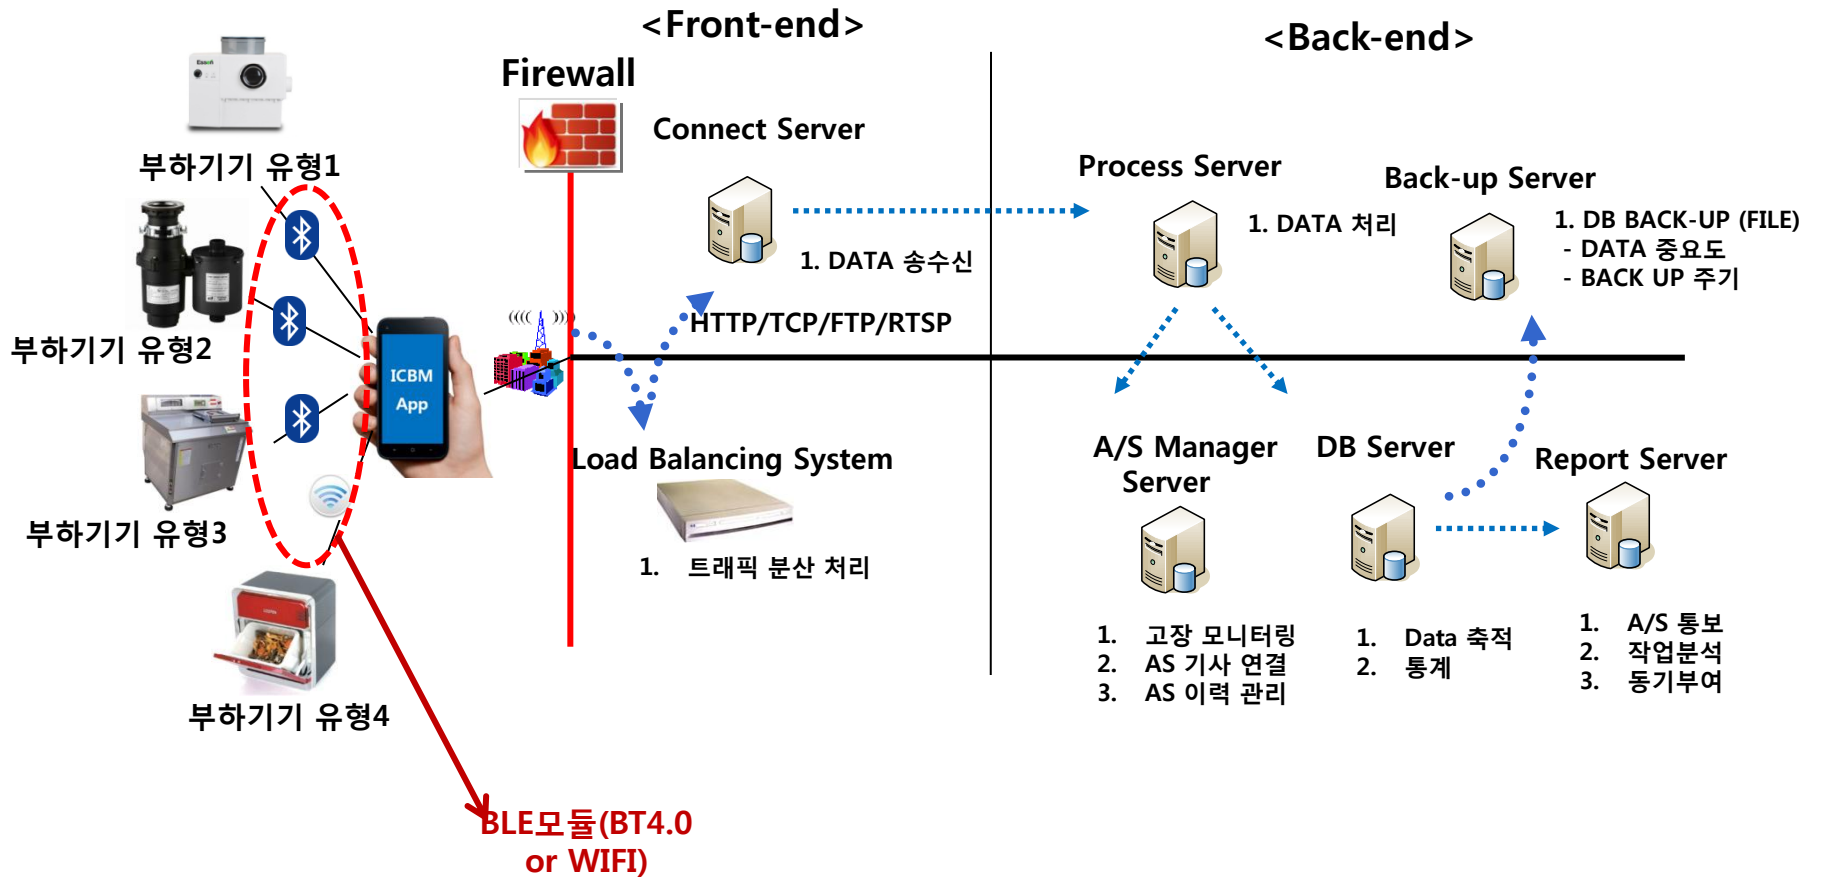 <Front-end>
<Back-end>
Firewall
Connect Server
Process Server
Back-up Server
부하기기 유형1
1. DATA 송수신
1. DATA 처리
1. DB BACK-UP (FILE)
- DATA 중요도
- BACK UP 주기
부하기기 유형2
HTTP/TCP/FTP/RTSP
ICBM
App
부하기기 유형3
Load Balancing System
1. 트래픽 분산 처리
A/S Manager
Server
DB Server
Report Server
1. 고장 모니터링
2. AS 기사 연결
3. AS 이력 관리
1. Data 축적
2. 통계
1. A/S 통보
2. 작업분석
3. 동기부여
부하기기 유형4
BLE모듈(BT4.0
or WIFI)